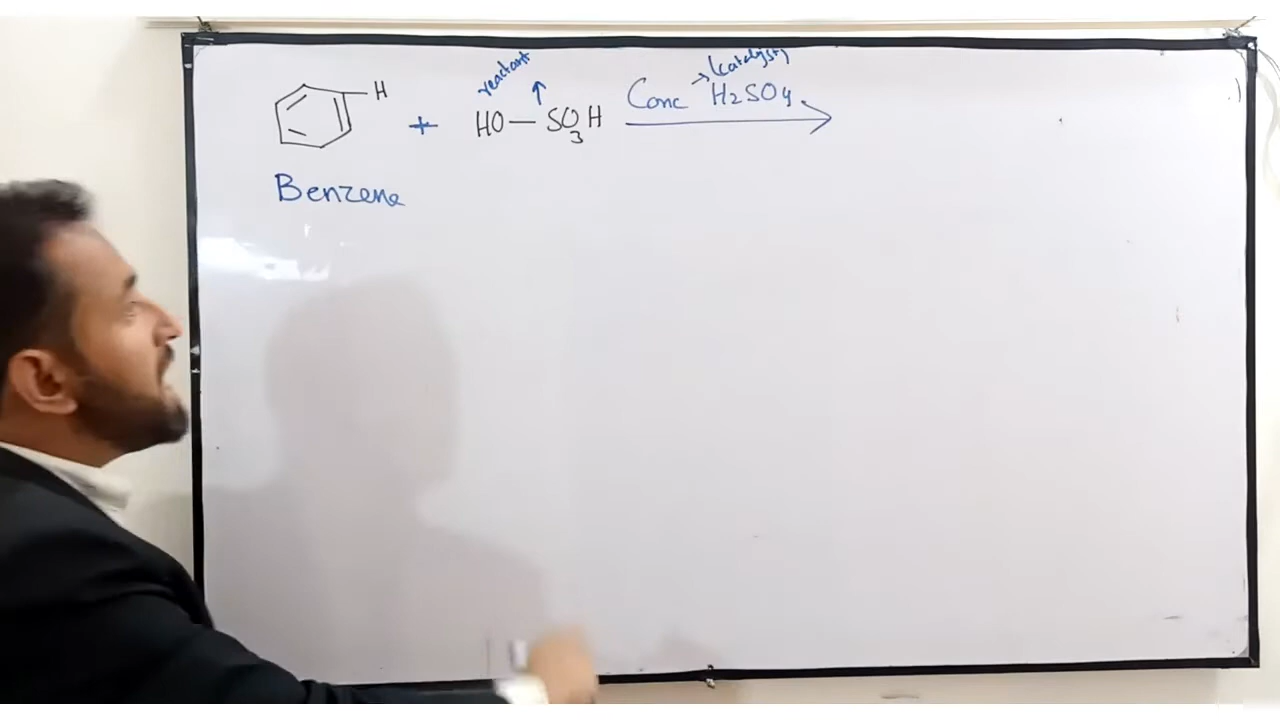 reactant (catalyst)
H + HO — SO3H Conc H2SO4
Benzene